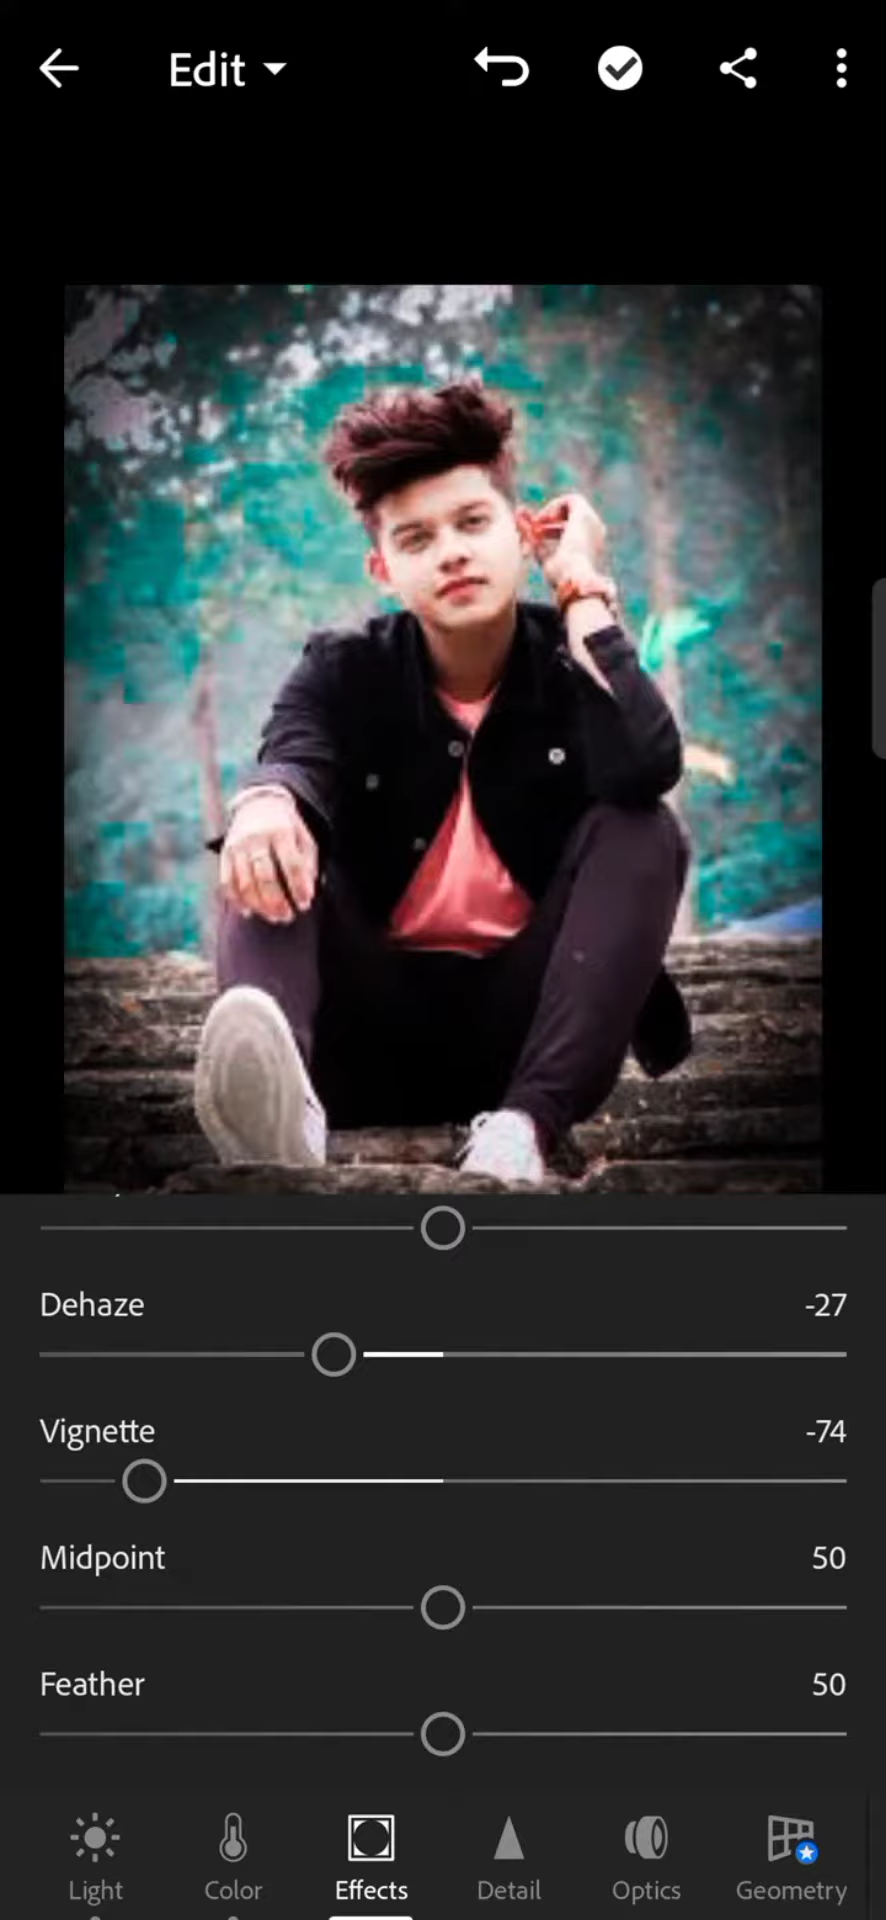 Edit
Dehaze -27
Vignette -74
Midpoint 50
Feather 50
Light Color Effects Detail Optics Geometry